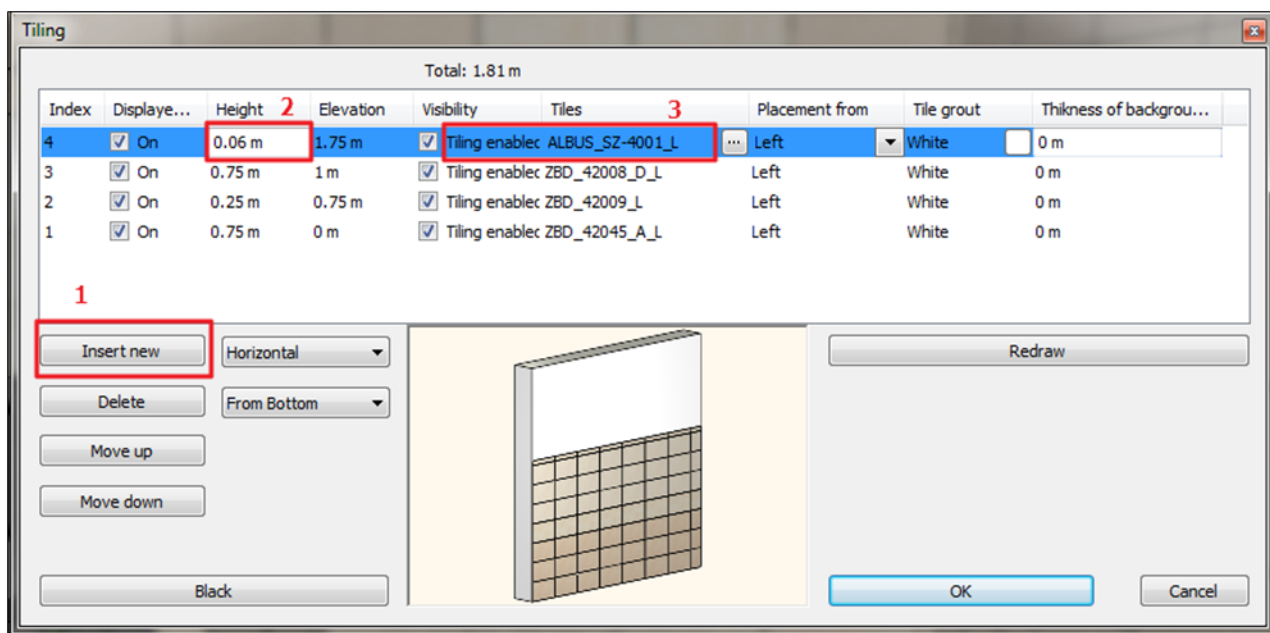 Tiling
Total: 1.81 m
Index Displaye... Height 2 Elevation Visibility Tiles 3 Placement from Tile grout Thikness of backgrou...
4 On 0.06 m 1.75 m Tiling enablec ALBUS_SZ-4001_L ... Left White 0 m
3 On 0.75 m 1 m Tiling enablec ZBD_42008_D_L Left White 0 m
2 On 0.25 m 0.75 m Tiling enablec ZBD_42009_L Left White 0 m
1 On 0.75 m 0 m Tiling enablec ZBD_42045_A_L Left White 0 m
1
Insert new Horizontal Redraw
Delete From Bottom
Move up
Move down
Black OK Cancel